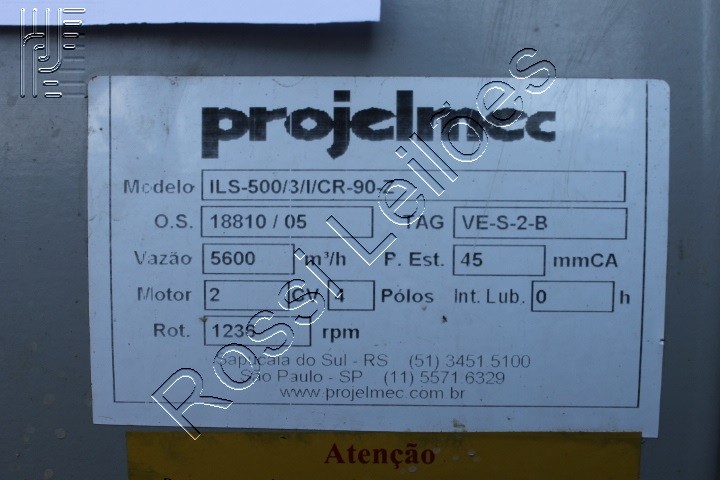 projelmec
Modelo ILS-500/3/I/CR-90-Z
O.S. 18810 / 05 TAG VE-S-2-B
Vazão 5600 m³/h P. Est. 45 mmCA
Motor 2 CV 4 Pólos Int. Lub. 0 h
Rot. 1236 rpm
Sapucaia do Sul - RS (51) 3451 5100
São Paulo - SP (11) 5571 6329
www.projelmec.com.br
Atenção
Rossi Leilões